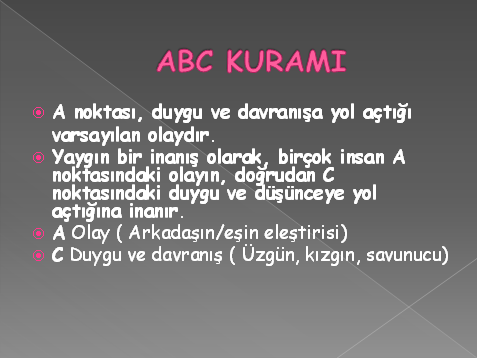 ABC KURAMI
A noktası, duygu ve davranışa yol açtığı
varsayılan olaydır.
Yaygın bir inanış olarak, birçok insan A
noktasındaki olayın, doğrudan C
noktasındaki duygu ve düşünceye yol
açtığına inanır.
A Olay ( Arkadaşın/eşin eleştirisi)
C Duygu ve davranış ( Üzgün, kızgın, savunucu)